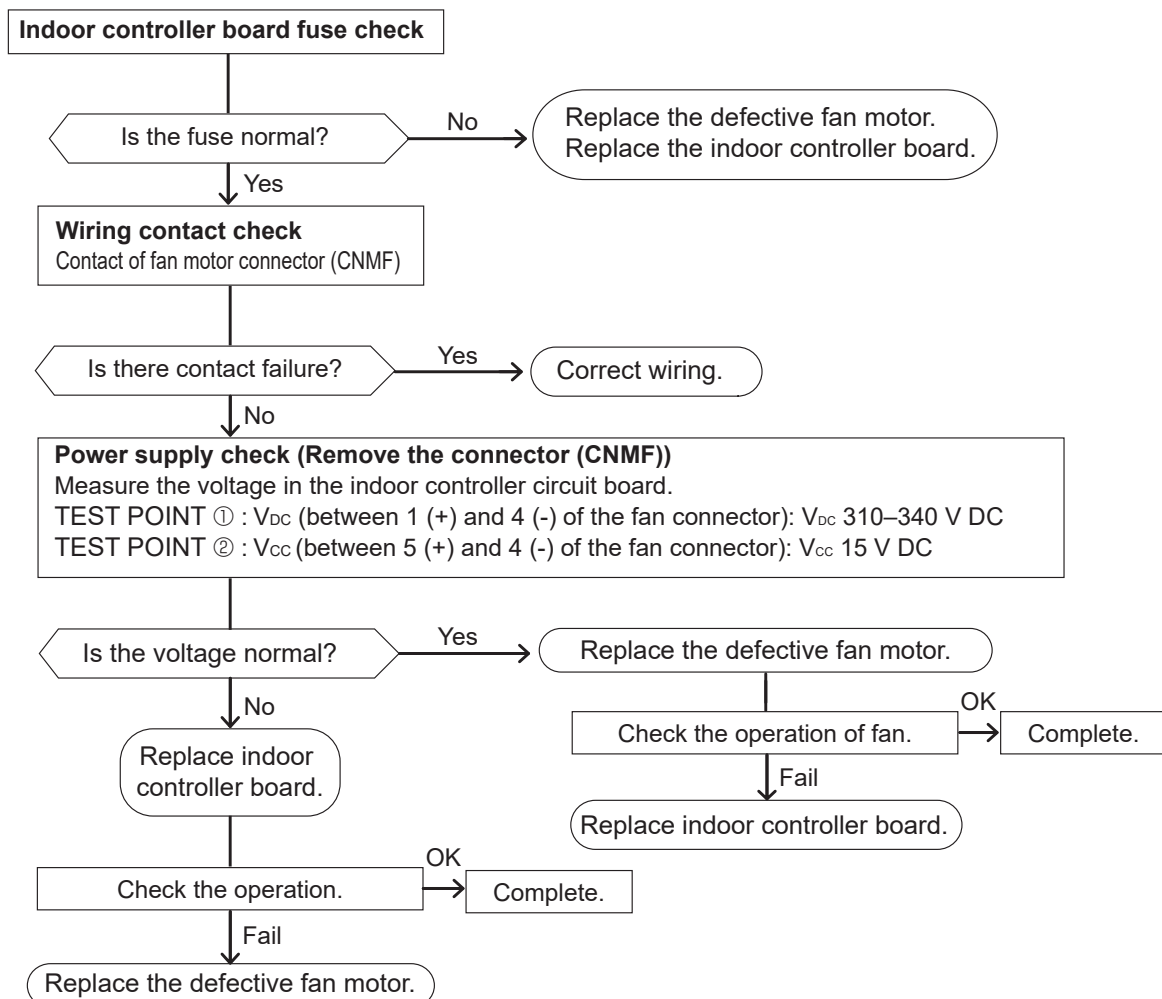 Indoor controller board fuse check
Is the fuse normal?
No
Replace the defective fan motor.
Replace the indoor controller board.
Yes
Wiring contact check
Contact of fan motor connector (CNMF)
Is there contact failure?
Yes
Correct wiring.
No
Power supply check (Remove the connector (CNMF))
Measure the voltage in the indoor controller circuit board.
TEST POINT ① : VDC (between 1 (+) and 4 (-) of the fan connector): VDC 310–340 V DC
TEST POINT ② : VCC (between 5 (+) and 4 (-) of the fan connector): VCC 15 V DC
Is the voltage normal?
Yes
Replace the defective fan motor.
No
Check the operation of fan.
OK
Complete.
Fail
Replace indoor controller board.
Replace indoor
controller board.
Check the operation.
OK
Complete.
Fail
Replace the defective fan motor.